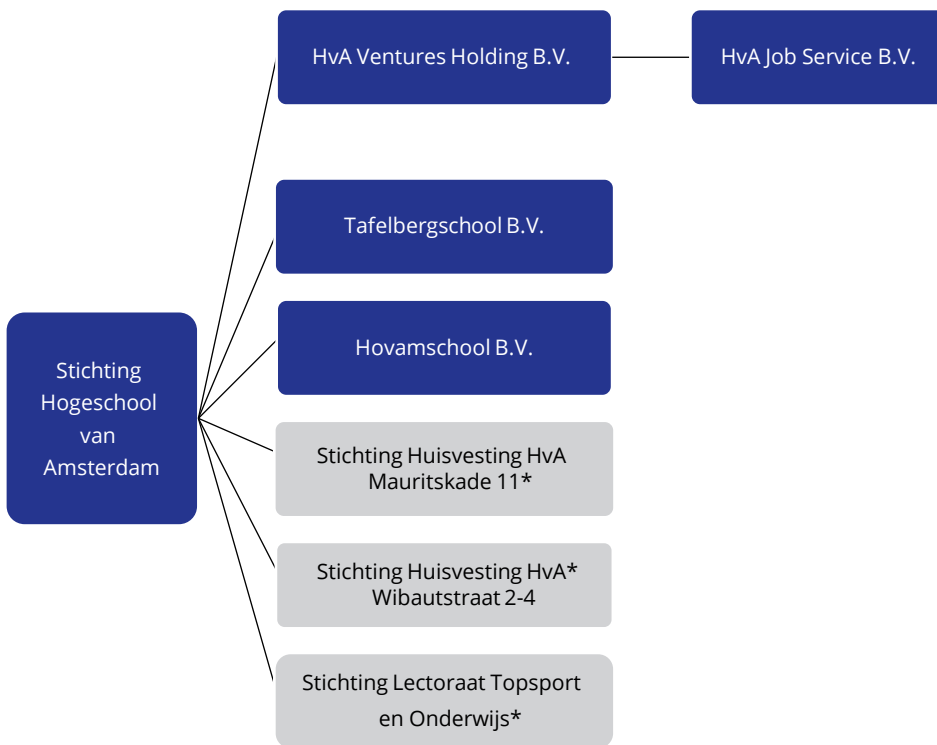 HvA Ventures Holding B.V.
HvA Job Service B.V.
Tafelbergschool B.V.
Hovamschool B.V.
Stichting
Hogeschool
van
Amsterdam
Stichting Huisvesting HvA
Mauritskade 11*
Stichting Huisvesting HvA*
Wibautstraat 2-4
Stichting Lectoraat Topsport
en Onderwijs*